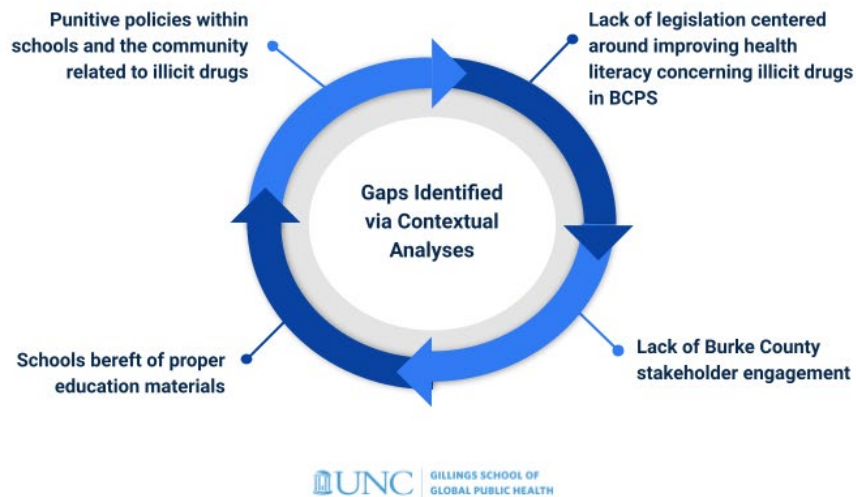 Punitive policies within
schools and the community
related to illicit drugs
Lack of legislation centered
around improving health
literacy concerning illicit drugs
in BCPS
Gaps Identified
via Contextual
Analyses
Schools bereft of proper
education materials
Lack of Burke County
stakeholder engagement
UNC
GILLINGS SCHOOL OF
GLOBAL PUBLIC HEALTH